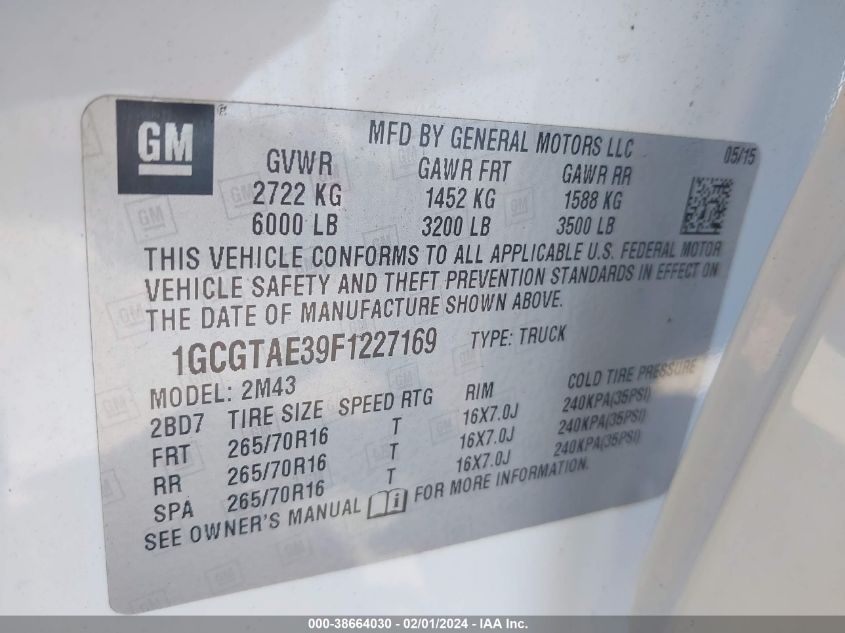 GM ®
MFD BY GENERAL MOTORS LLC 05/15
GVWR GAWR FRT GAWR RR
2722 KG 1452 KG 1588 KG
6000 LB 3200 LB 3500 LB
THIS VEHICLE CONFORMS TO ALL APPLICABLE U.S. FEDERAL MOTOR
VEHICLE SAFETY AND THEFT PREVENTION STANDARDS IN EFFECT ON
THE DATE OF MANUFACTURE SHOWN ABOVE.
1GCGTAE39F1227169 TYPE: TRUCK
MODEL: 2M43
2BD7 TIRE SIZE SPEED RTG RIM COLD TIRE PRESSURE
FRT 265/70R16 T 16X7.0J 240KPA(35PSI)
RR 265/70R16 T 16X7.0J 240KPA(35PSI)
SPA 265/70R16 T 16X7.0J 240KPA(35PSI)
SEE OWNER'S MANUAL i FOR MORE INFORMATION.
000-38664030 - 02/01/2024 - IAA Inc.